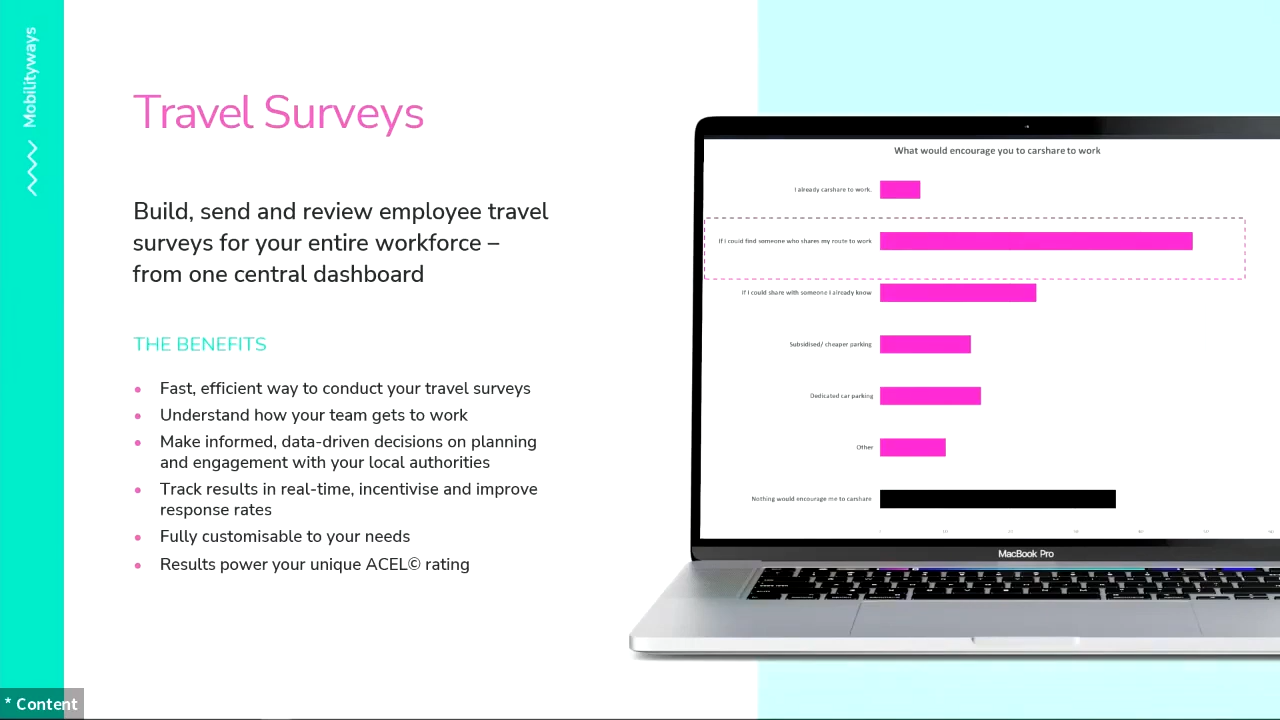 Mobilityways
Travel Surveys
Build, send and review employee travel
surveys for your entire workforce –
from one central dashboard
THE BENEFITS
Fast, efficient way to conduct your travel surveys
Understand how your team gets to work
Make informed, data-driven decisions on planning
and engagement with your local authorities
Track results in real-time, incentivise and improve
response rates
Fully customisable to your needs
Results power your unique ACEL© rating
What would encourage you to carshare to work
I already carshare to work.
If I could find someone who shares my route to work
If I could share with someone I already know
Subsidised/ cheaper parking
Dedicated car parking
Other
Nothing would encourage me to carshare
MacBook Pro
* Content